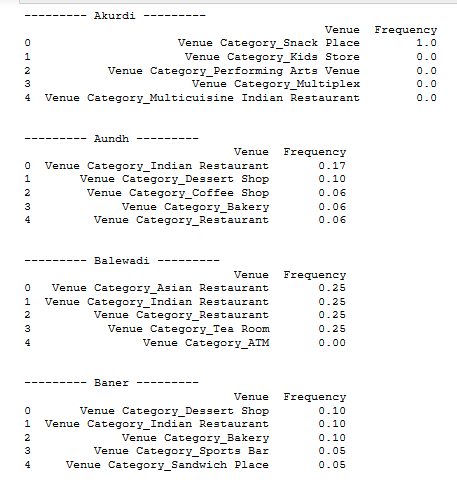 --------- Akurdi ---------
Venue Frequency
0 Venue Category_Snack Place 1.0
1 Venue Category_Kids Store 0.0
2 Venue Category_Performing Arts Venue 0.0
3 Venue Category_Multiplex 0.0
4 Venue Category_Multicuisine Indian Restaurant 0.0
--------- Aundh ---------
Venue Frequency
0 Venue Category_Indian Restaurant 0.17
1 Venue Category_Dessert Shop 0.10
2 Venue Category_Coffee Shop 0.06
3 Venue Category_Bakery 0.06
4 Venue Category_Restaurant 0.06
--------- Balewadi ---------
Venue Frequency
0 Venue Category_Asian Restaurant 0.25
1 Venue Category_Indian Restaurant 0.25
2 Venue Category_Restaurant 0.25
3 Venue Category_Tea Room 0.25
4 Venue Category_ATM 0.00
--------- Baner ---------
Venue Frequency
0 Venue Category_Dessert Shop 0.10
1 Venue Category_Indian Restaurant 0.10
2 Venue Category_Bakery 0.10
3 Venue Category_Sports Bar 0.05
4 Venue Category_Sandwich Place 0.05